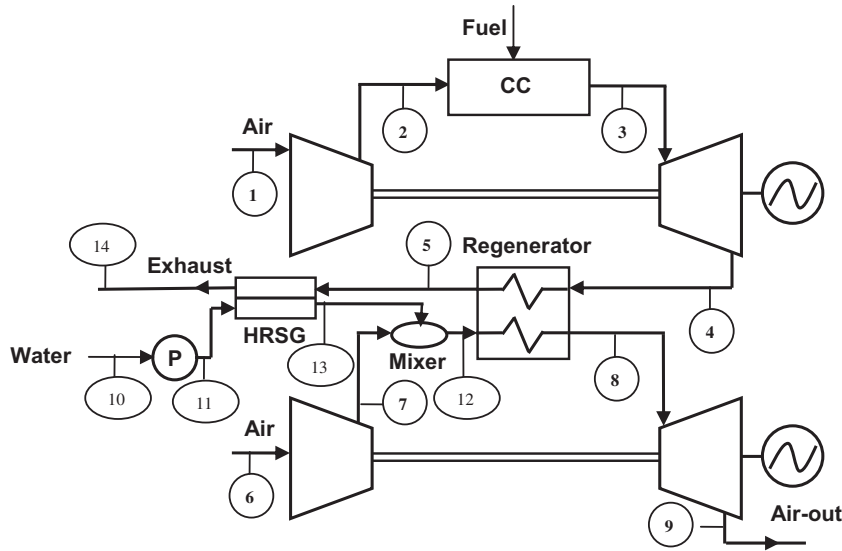 Fuel
CC
2
3
Air
1
14
Exhaust
5
Regenerator
4
HRSG
Mixer
Water
P
10
11
13
7
12
8
Air
6
9
Air-out